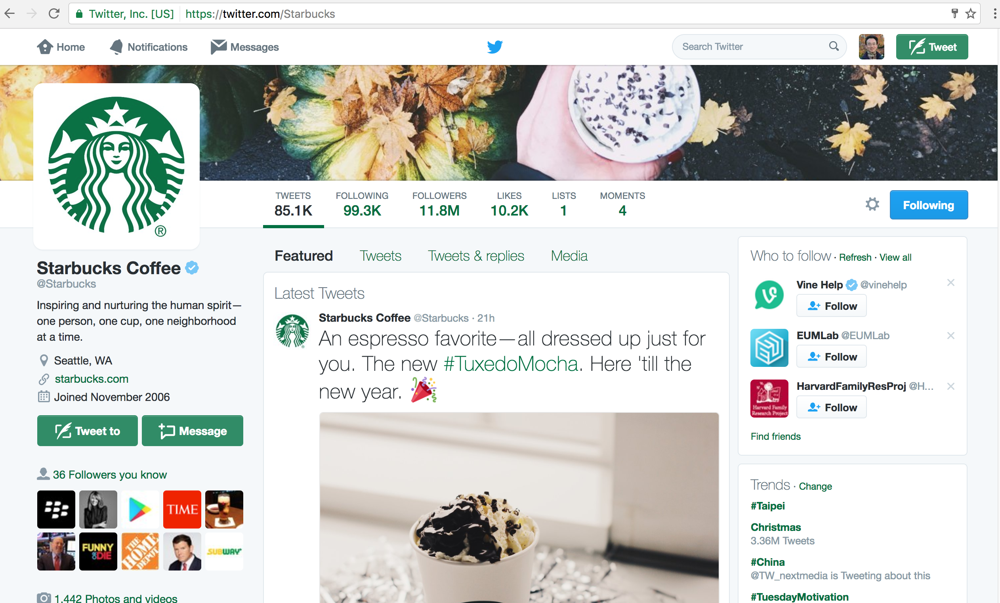 Twitter, Inc. [US] https://twitter.com/Starbucks
Home Notifications Messages
Search Twitter
Tweet
TWEETS FOLLOWING FOLLOWERS LIKES LISTS MOMENTS
85.1K 99.3K 11.8M 10.2K 1 4
Following
®
Starbucks Coffee
@Starbucks
Inspiring and nurturing the human spirit—
one person, one cup, one neighborhood
at a time.
Seattle, WA
starbucks.com
Joined November 2006
Tweet to Message
36 Followers you know
TIME
FUNNY
OR DIE
THE
HOME
DEPOT
SUBWAY
1,442 Photos and videos
Featured Tweets Tweets & replies Media
Latest Tweets
Starbucks Coffee @Starbucks · 21h
An espresso favorite—all dressed up just for
you. The new #TuxedoMocha. Here 'till the
new year. 🎉
Who to follow · Refresh · View all
Vine Help @vinehelp
Follow
EUMLab @EUMLab
Follow
HarvardFamilyResProj @H...
Harvard Family
Research Project
Follow
Find friends
Trends · Change
#Taipei
Christmas
3.36M Tweets
#China
@TW_nextmedia is Tweeting about this
#TuesdayMotivation